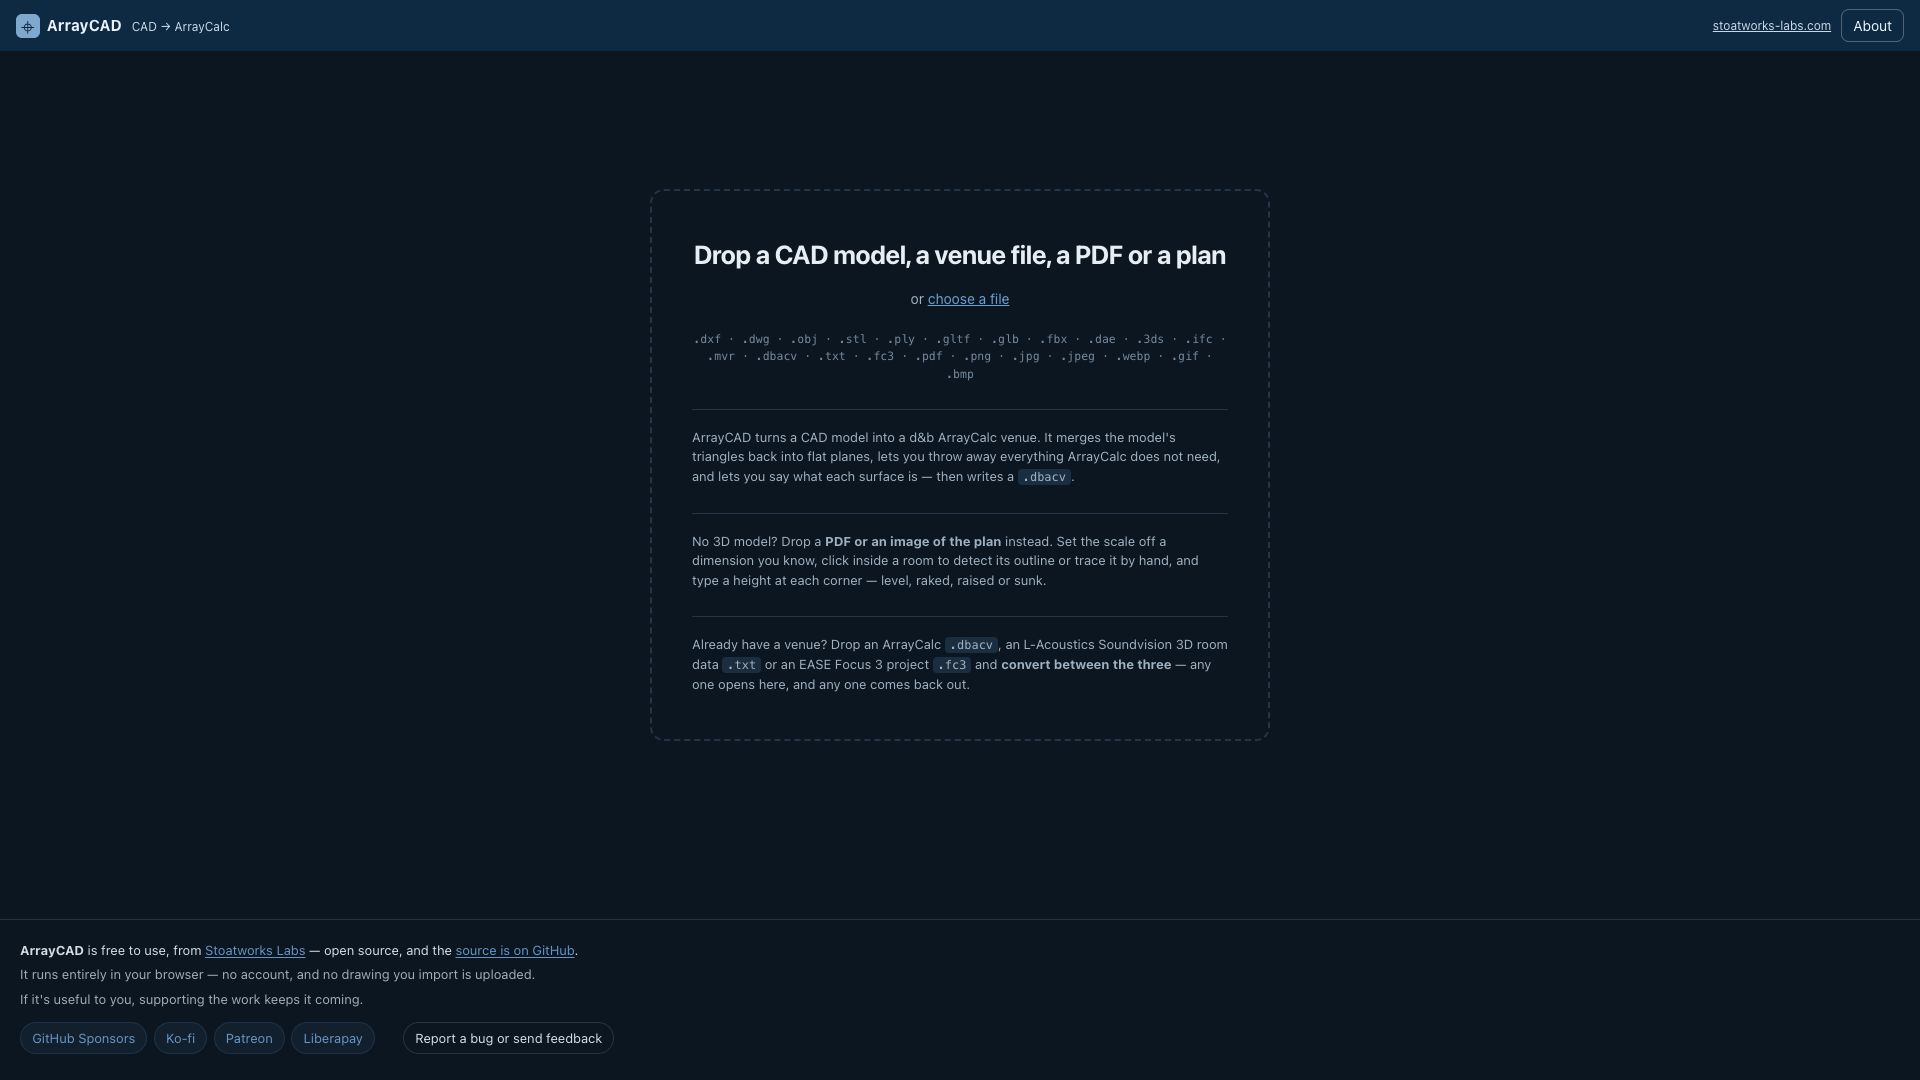 ArrayCAD CAD → ArrayCalc
stoatworks-labs.com About
Drop a CAD model, a venue file, a PDF or a plan
or choose a file
.dxf · .dwg · .obj · .stl · .ply · .gltf · .glb · .fbx · .dae · .3ds · .ifc ·
.mvr · .dbacv · .txt · .fc3 · .pdf · .png · .jpg · .jpeg · .webp · .gif ·
.bmp
ArrayCAD turns a CAD model into a d&b ArrayCalc venue. It merges the model's
triangles back into flat planes, lets you throw away everything ArrayCalc does not need,
and lets you say what each surface is — then writes a .dbacv.
No 3D model? Drop a PDF or an image of the plan instead. Set the scale off a
dimension you know, click inside a room to detect its outline or trace it by hand, and
type a height at each corner — level, raked, raised or sunk.
Already have a venue? Drop an ArrayCalc .dbacv, an L-Acoustics Soundvision 3D room
data .txt or an EASE Focus 3 project .fc3 and convert between the three — any
one opens here, and any one comes back out.
ArrayCAD is free to use, from Stoatworks Labs — open source, and the source is on GitHub.
It runs entirely in your browser — no account, and no drawing you import is uploaded.
If it's useful to you, supporting the work keeps it coming.
GitHub Sponsors Ko-fi Patreon Liberapay Report a bug or send feedback